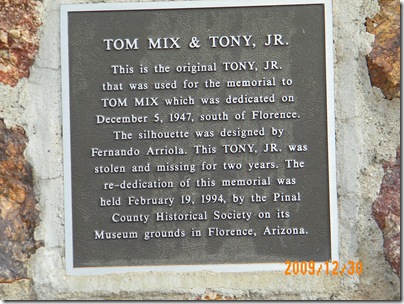 TOM MIX & TONY, JR.
This is the original TONY, JR.
that was used for the memorial to
TOM MIX which was dedicated on
December 5, 1947, south of Florence.
The silhouette was designed by
Fernando Arriola. This TONY, JR. was
stolen and missing for two years. The
re-dedication of this memorial was
held February 19, 1994, by the Pinal
County Historical Society on its
Museum grounds in Florence, Arizona.
2009/12/30